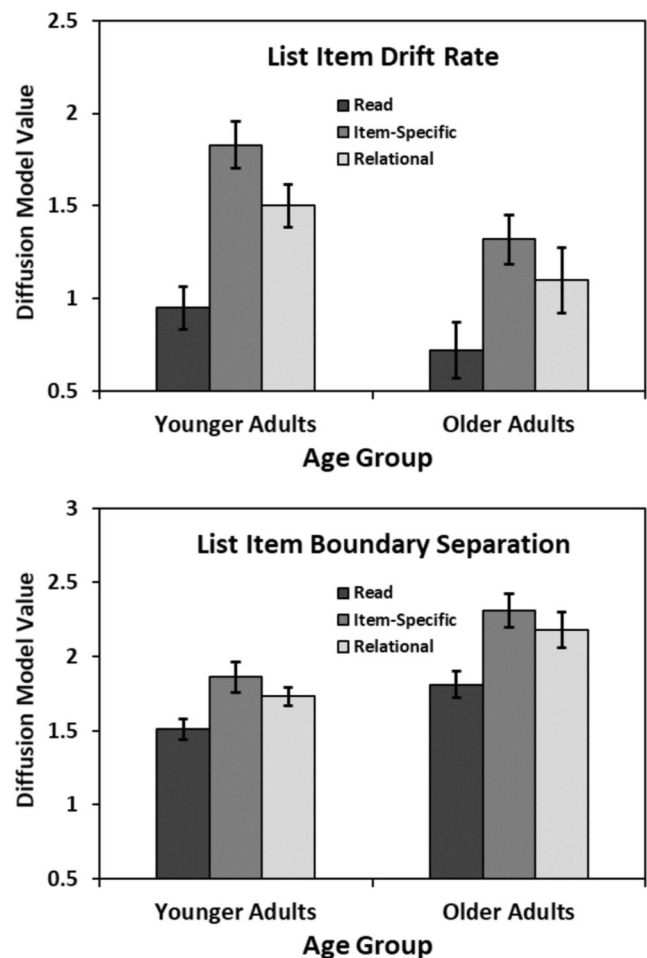 List Item Drift Rate
Read
Item-Specific
Relational
Diffusion Model Value
2.5
2
1.5
1
0.5
Younger Adults Older Adults
Age Group
List Item Boundary Separation
Read
Item-Specific
Relational
Diffusion Model Value
3
2.5
2
1.5
1
0.5
Younger Adults Older Adults
Age Group